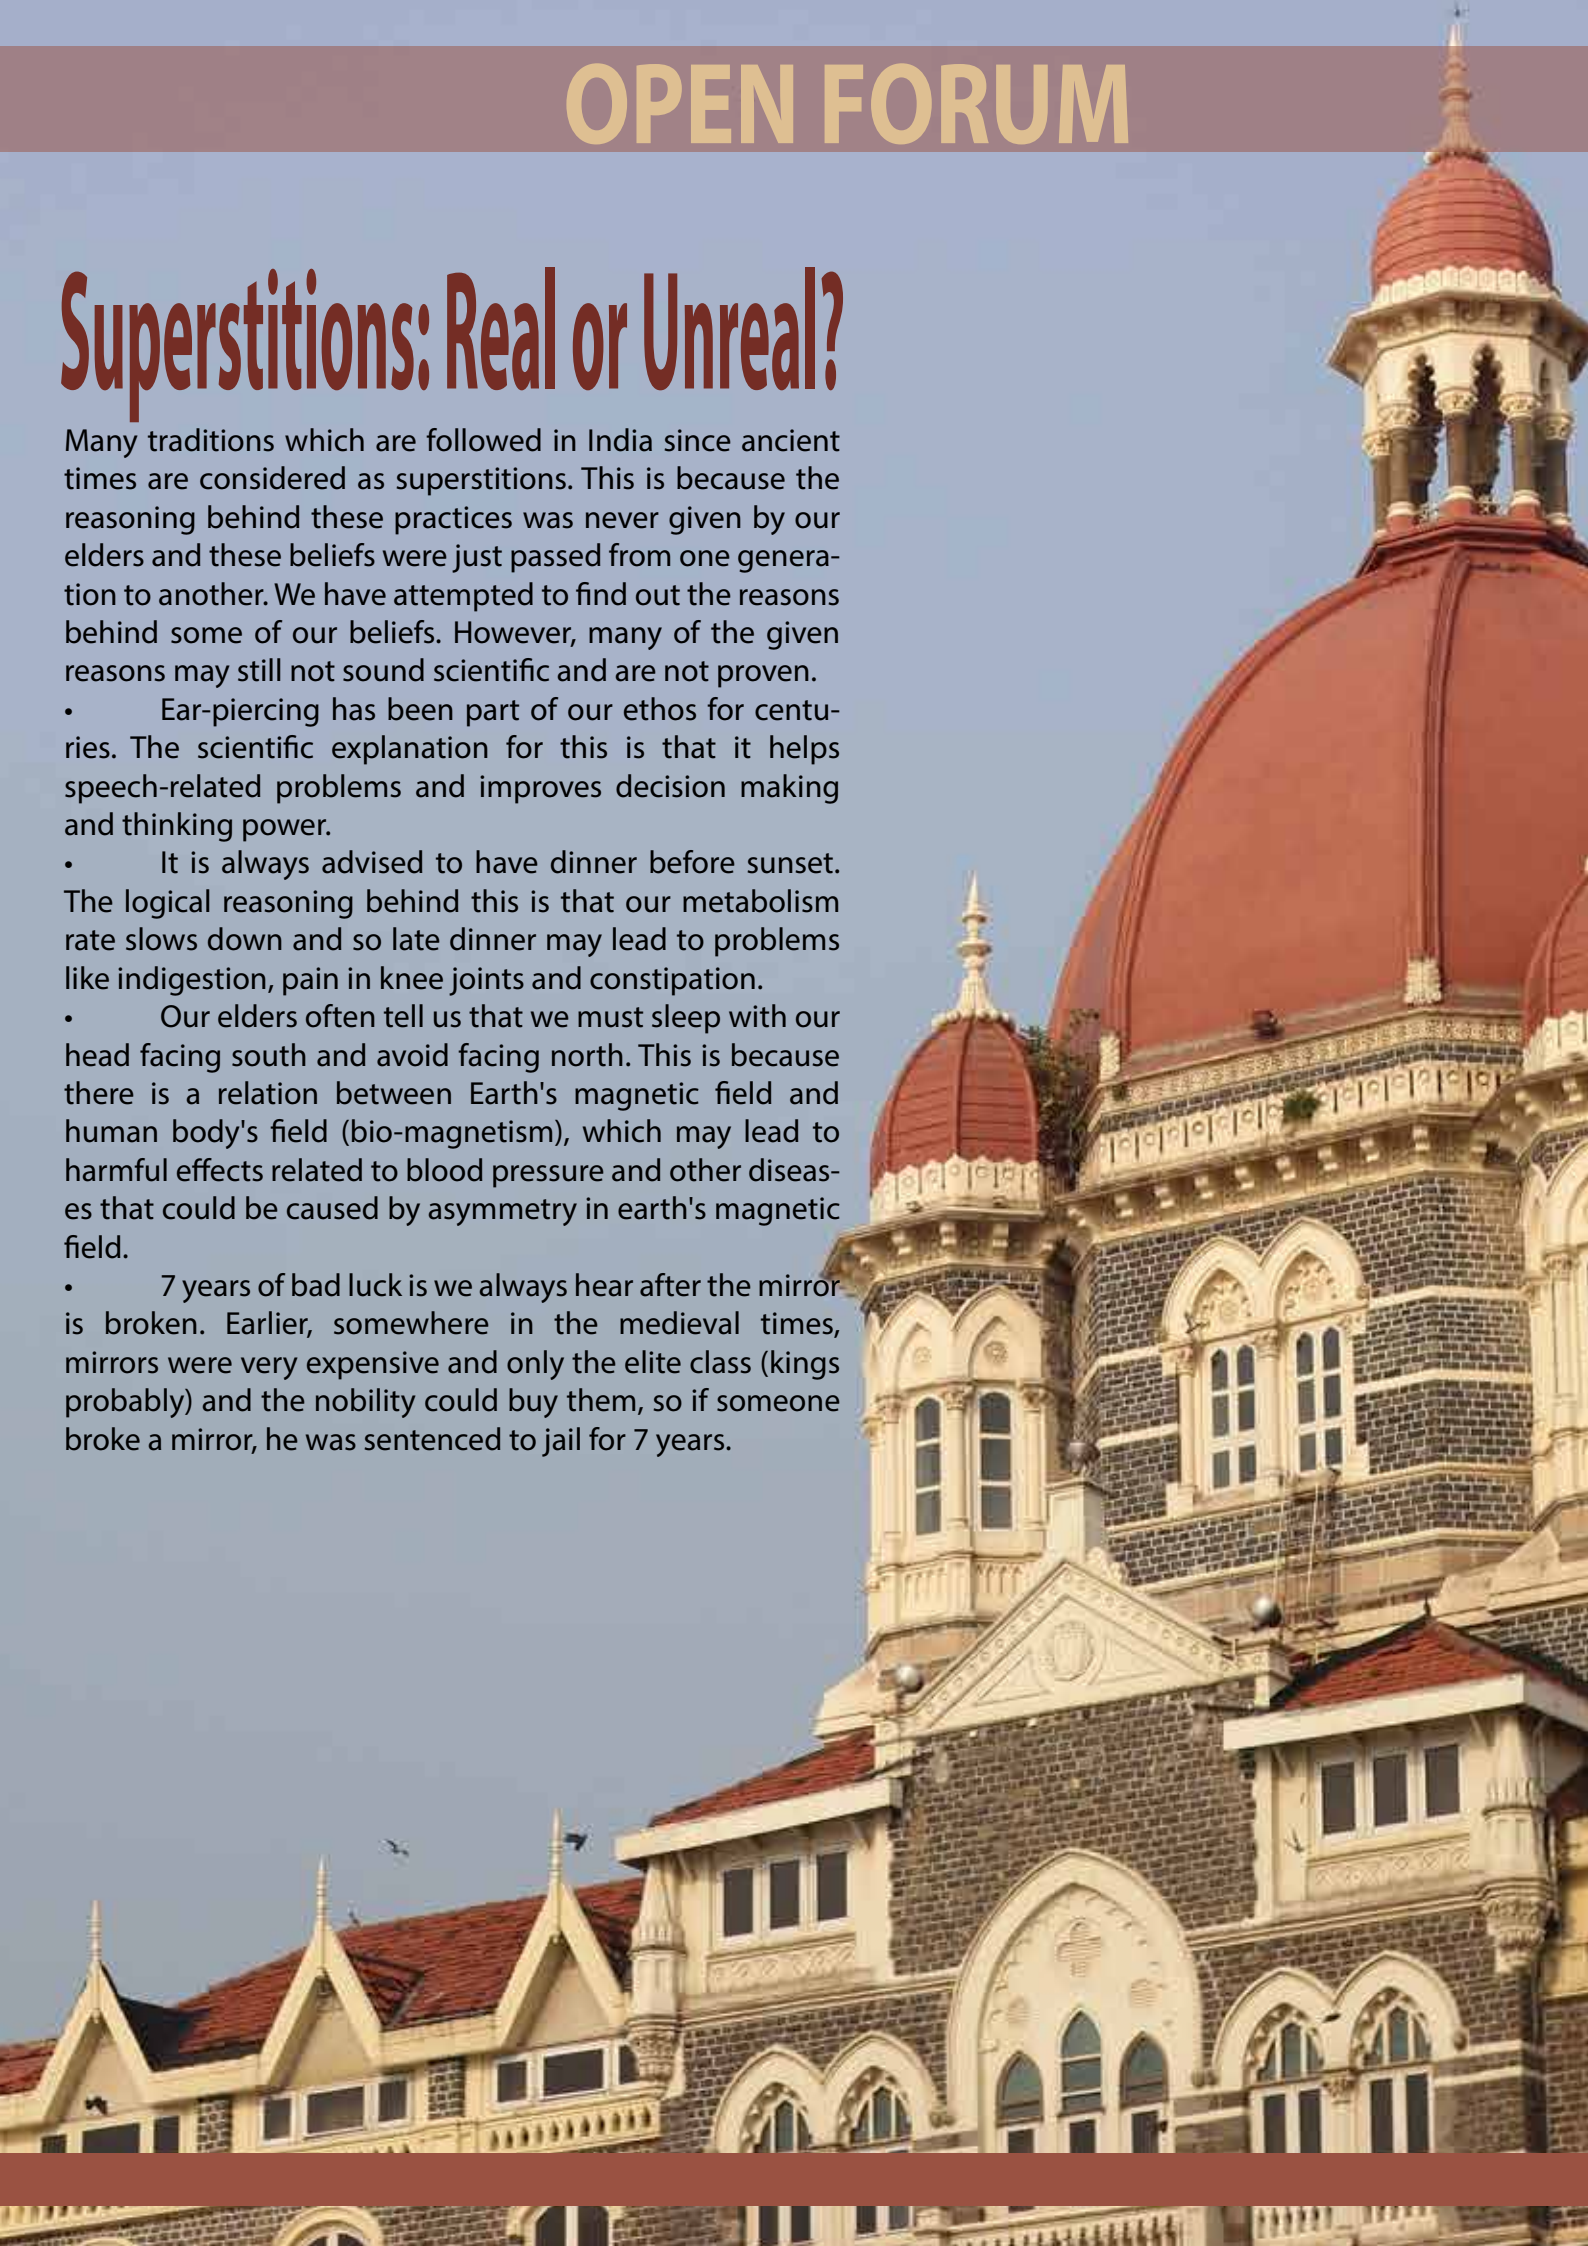 OPEN FORUM
Superstitions: Real or Unreal?
Many traditions which are followed in India since ancient
times are considered as superstitions. This is because the
reasoning behind these practices was never given by our
elders and these beliefs were just passed from one genera-
tion to another. We have attempted to find out the reasons
behind some of our beliefs. However, many of the given
reasons may still not sound scientific and are not proven.
• Ear-piercing has been part of our ethos for centu-
ries. The scientific explanation for this is that it helps
speech-related problems and improves decision making
and thinking power.
• It is always advised to have dinner before sunset.
The logical reasoning behind this is that our metabolism
rate slows down and so late dinner may lead to problems
like indigestion, pain in knee joints and constipation.
• Our elders often tell us that we must sleep with our
head facing south and avoid facing north. This is because
there is a relation between Earth's magnetic field and
human body's field (bio-magnetism), which may lead to
harmful effects related to blood pressure and other diseas-
es that could be caused by asymmetry in earth's magnetic
field.
• 7 years of bad luck is we always hear after the mirror
is broken. Earlier, somewhere in the medieval times,
mirrors were very expensive and only the elite class (kings
probably) and the nobility could buy them, so if someone
broke a mirror, he was sentenced to jail for 7 years.